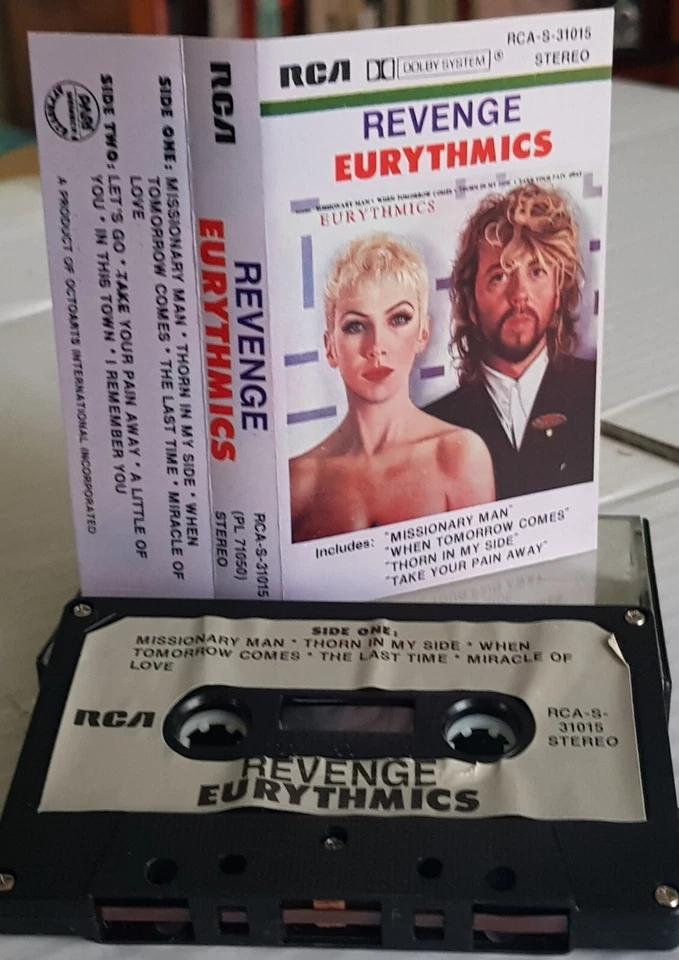 RCA DOLBY SYSTEM ®
RCA-S-31015
STEREO
REVENGE
EURYTHMICS
EURYTHMICS
Includes: "MISSIONARY MAN"
"WHEN TOMORROW COMES"
"THORN IN MY SIDE"
"TAKE YOUR PAIN AWAY"
RCA
REVENGE
EURYTHMICS
RCA-S-31015
(PL 71050)
STEREO
SIDE ONE: MISSIONARY MAN * THORN IN MY SIDE * WHEN
TOMORROW COMES * THE LAST TIME * MIRACLE OF
LOVE
SIDE TWO: LET'S GO * TAKE YOUR PAIN AWAY * A LITTLE OF
YOU * IN THIS TOWN * I REMEMBER YOU
A PRODUCT OF OCTOARTS INTERNATIONAL INCORPORATED
PARI
SIDE ONE:
MISSIONARY MAN * THORN IN MY SIDE * WHEN
TOMORROW COMES * THE LAST TIME * MIRACLE OF
LOVE
RCA
RCA-S-
31015
STEREO
REVENGE
EURYTHMICS